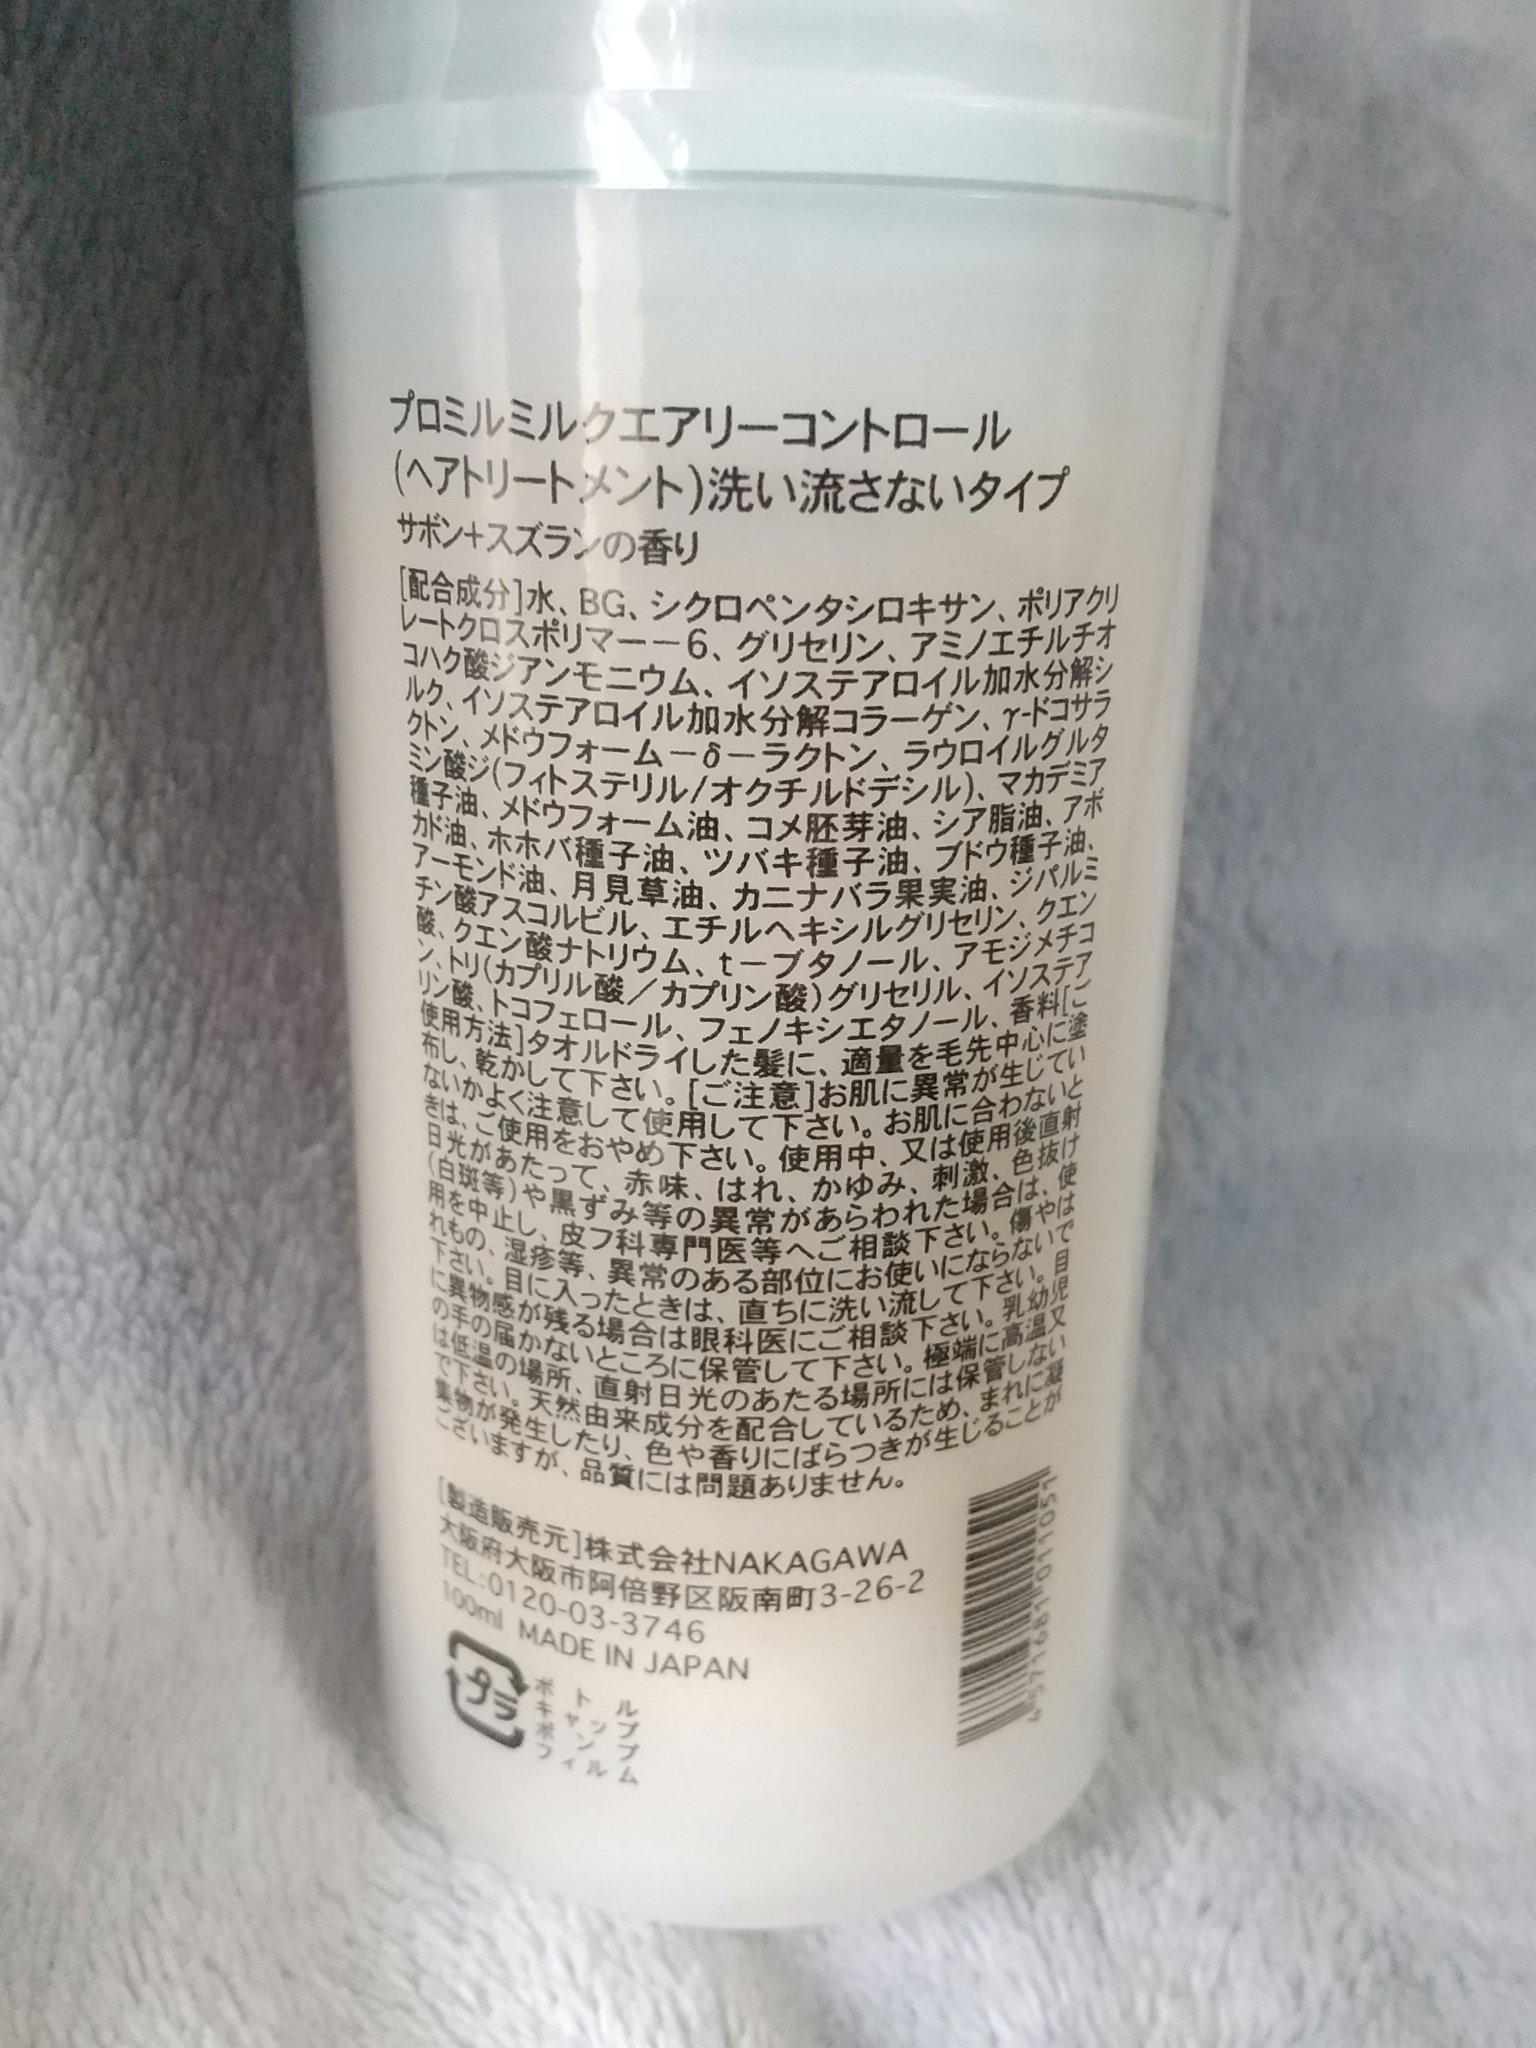 プロミルミルクエアリーコントロール
(ヘアトリートメント)洗い流さないタイプ
サボン+スズランの香り
[配合成分]水、BG、シクロペンタシロキサン、ポリアクリ
レートクロスポリマー－6、グリセリン、アミノエチルチオ
コハク酸ジアンモニウム、イソステアロイル加水分解シ
ルク、イソステアロイル加水分解コラーゲン、γ-ドコサラ
クトン、メドウフォーム－δ－ラクトン、ラウロイルグルタ
ミン酸ジ(フィトステリル/オクチルドデシル)、マカデミア
種子油、メドウフォーム油、コメ胚芽油、シア脂油、アボ
カド油、ホホバ種子油、ツバキ種子油、ブドウ種子油、
アーモンド油、月見草油、カニナバラ果実油、ジパルミ
チン酸アスコルビル、エチルヘキシルグリセリン、クエン
酸、クエン酸ナトリウム、t－ブタノール、アモジメチコ
ン、トリ(カプリル酸／カプリン酸)グリセリル、イソステア
リン酸、トコフェロール、フェノキシエタノール、香料[ご
使用方法]タオルドライした髪に、適量を毛先中心に塗
布し、乾かして下さい。[ご注意]お肌に異常が生じてい
ないかよく注意して使用して下さい。お肌に合わないと
きは、ご使用をおやめ下さい。使用中、又は使用後直射
日光があたって、赤味、はれ、かゆみ、刺激、色抜け
(白斑等)や黒ずみ等の異常があらわれた場合は、使
用を中止し、皮フ科専門医等へご相談下さい。傷やは
れもの、湿疹等、異常のある部位にお使いにならないで
下さい。目に入ったときは、直ちに洗い流して下さい。目
に異物感が残る場合は眼科医にご相談下さい。乳幼児
の手の届かないところに保管して下さい。極端に高温又
は低温の場所、直射日光のあたる場所には保管しない
で下さい。天然由来成分を配合しているため、まれに凝
集物が発生したり、色や香りにばらつきが生じることが
ございますが、品質には問題ありません。
[製造販売元]株式会社NAKAGAWA
大阪府大阪市阿倍野区阪南町3-26-2
TEL:0120-03-3746
100ml MADE IN JAPAN
プラ
ボトル
キャップ
ポンプ
フィルム
4571681011051